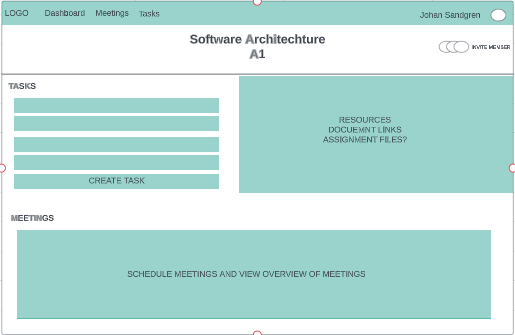 LOGO Dashboard Meetings Tasks Johan Sandgren
Software Architechture
A1
INVITE MEMBER
TASKS
RESOURCES
DOCUEMNT LINKS
ASSIGNMENT FILES?
CREATE TASK
MEETINGS
SCHEDULE MEETINGS AND VIEW OVERVIEW OF MEETINGS